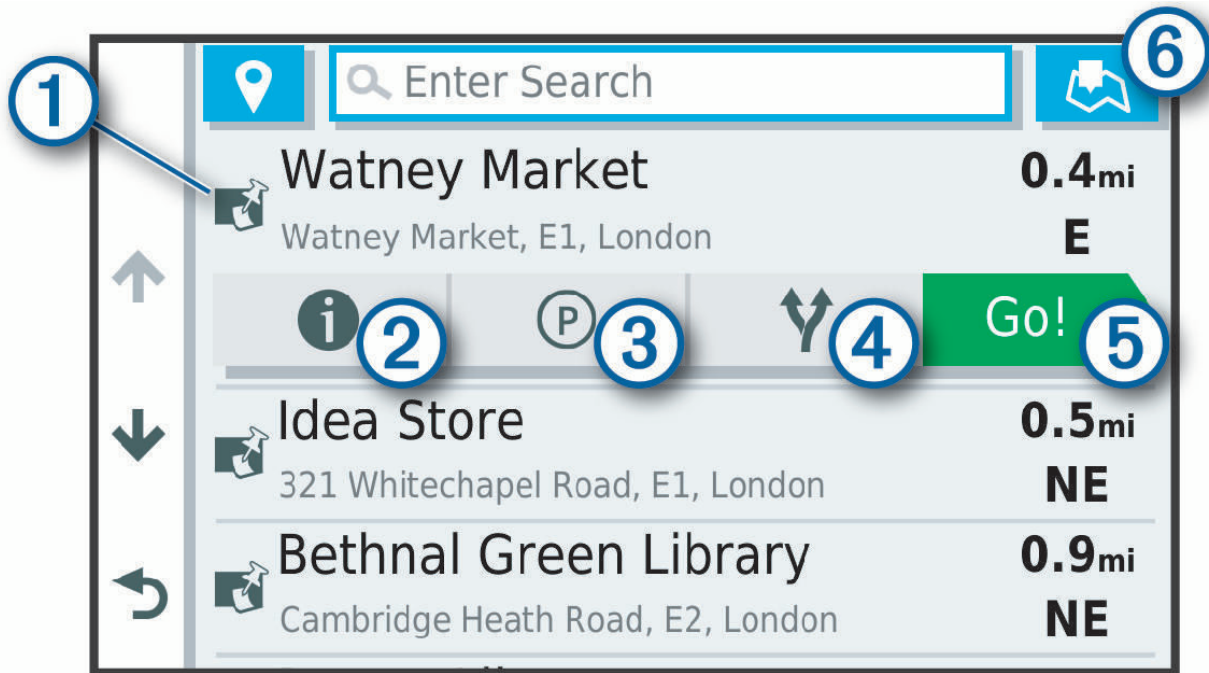 6
Enter Search
1
Watney Market 0.4mi
Watney Market, E1, London E
i 2 P 3 4 Go! 5
Idea Store 0.5mi
321 Whitechapel Road, E1, London NE
Bethnal Green Library 0.9mi
Cambridge Heath Road, E2, London NE